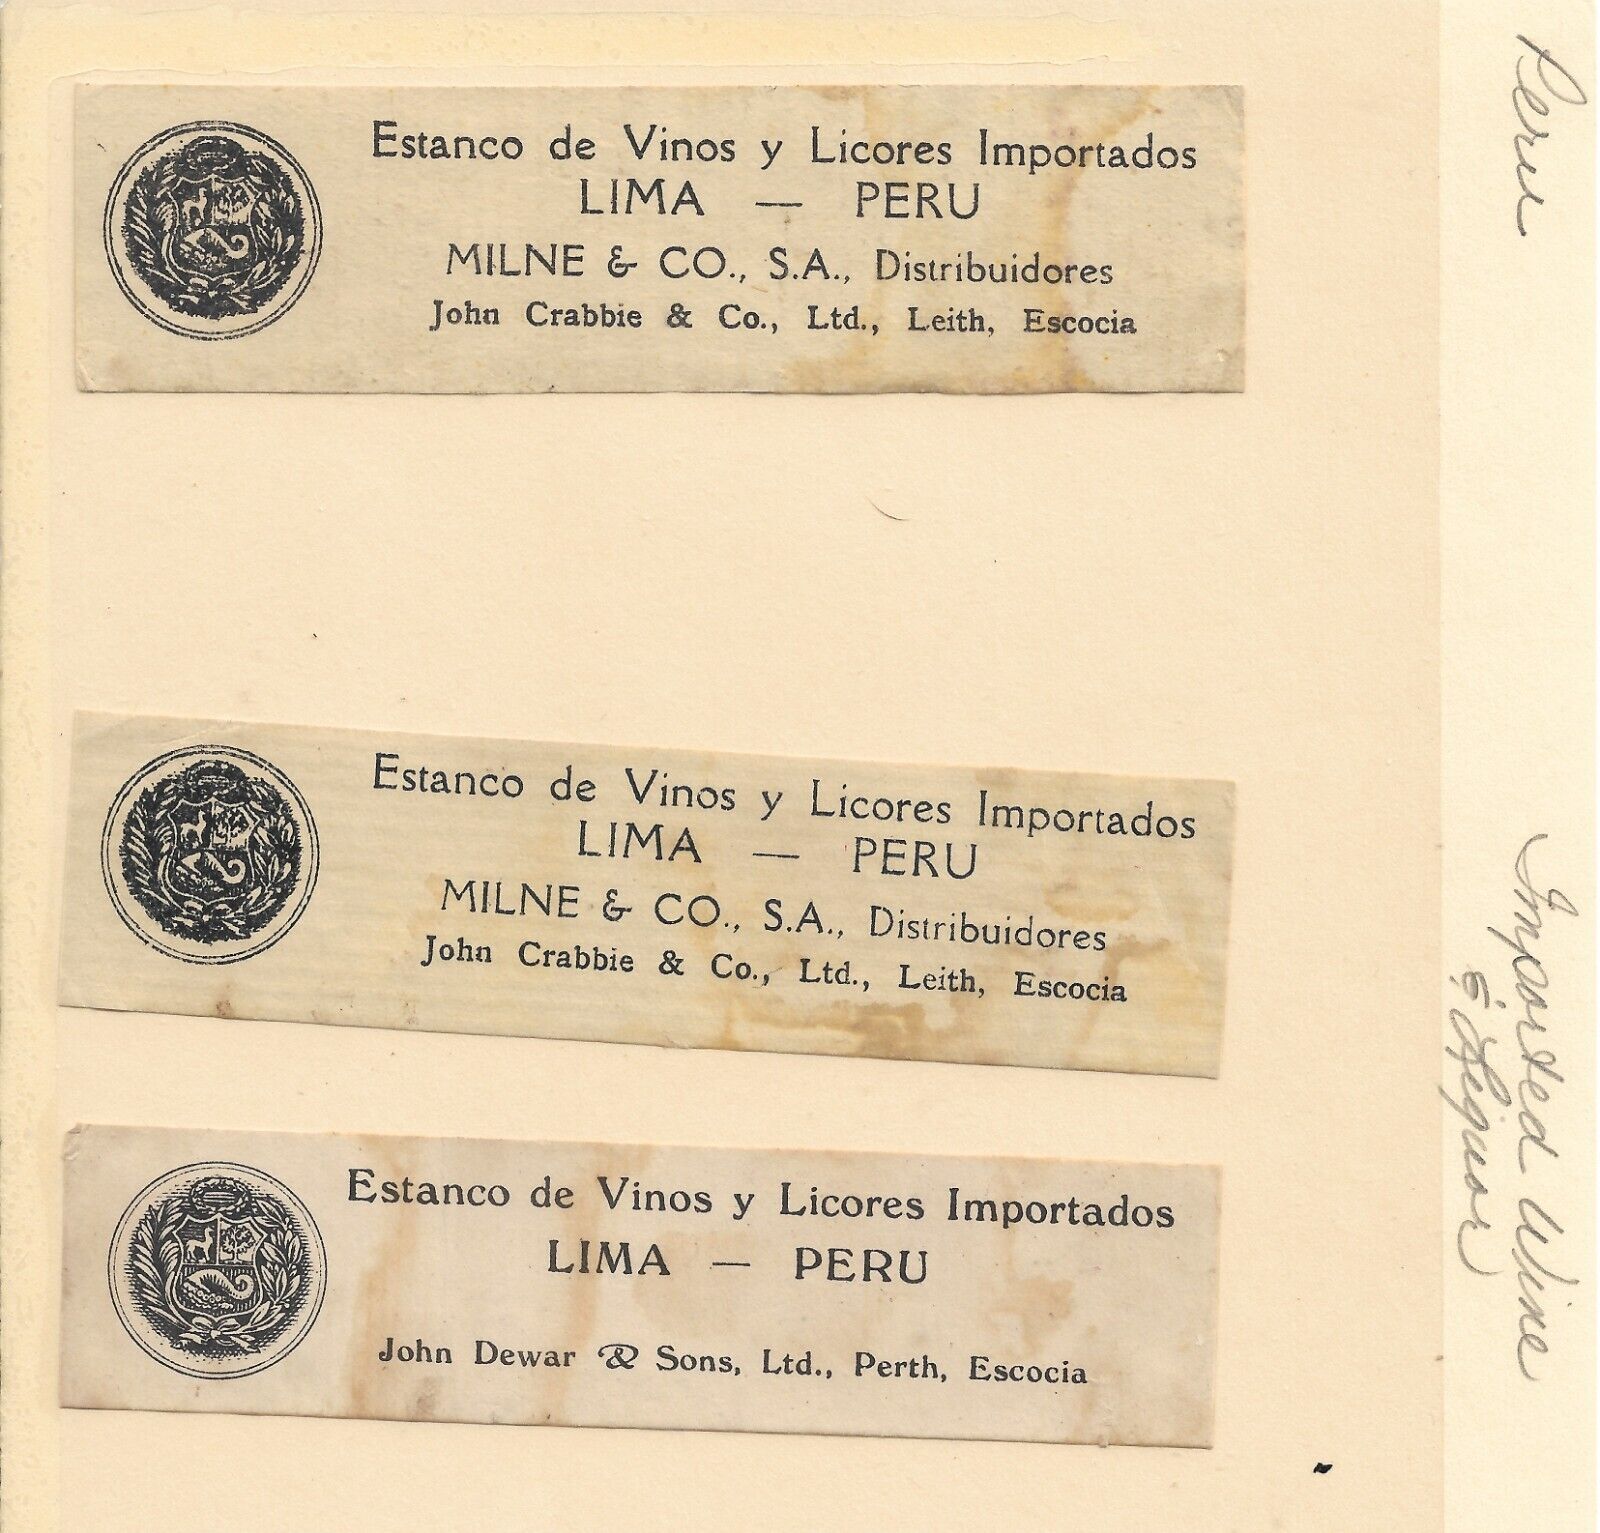 Estanco de Vinos y Licores Importados
LIMA — PERU
MILNE & CO., S.A., Distribuidores
John Crabbie & Co., Ltd., Leith, Escocia
Estanco de Vinos y Licores Importados
LIMA — PERU
MILNE & CO., S.A., Distribuidores
John Crabbie & Co., Ltd., Leith, Escocia
Estanco de Vinos y Licores Importados
LIMA — PERU
John Dewar & Sons, Ltd., Perth, Escocia
Peru
Imported Wine
& Liquor